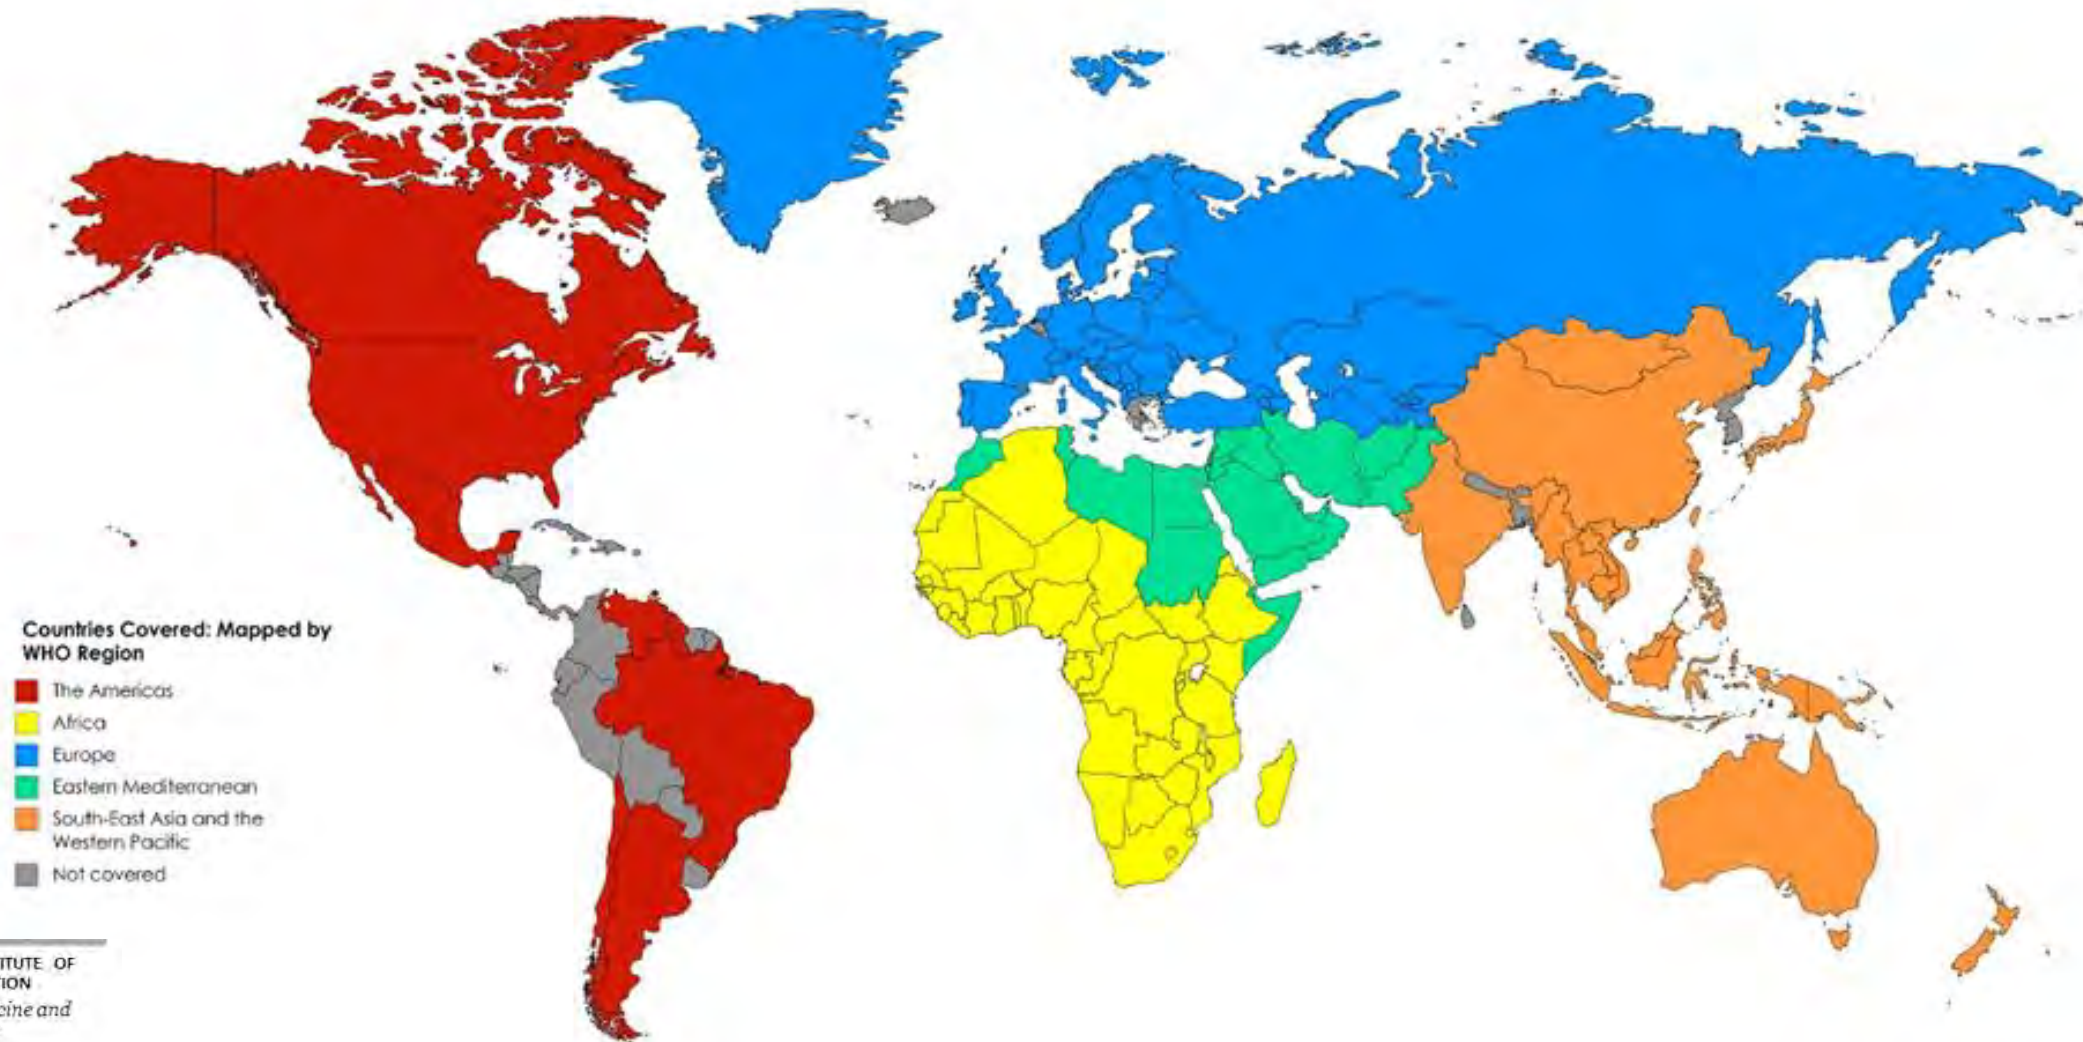 Countries Covered: Mapped by
WHO Region
The Americas
Africa
Europe
Eastern Mediterranean
South-East Asia and the
Western Pacific
Not covered
ITUTE OF
TION
cine and